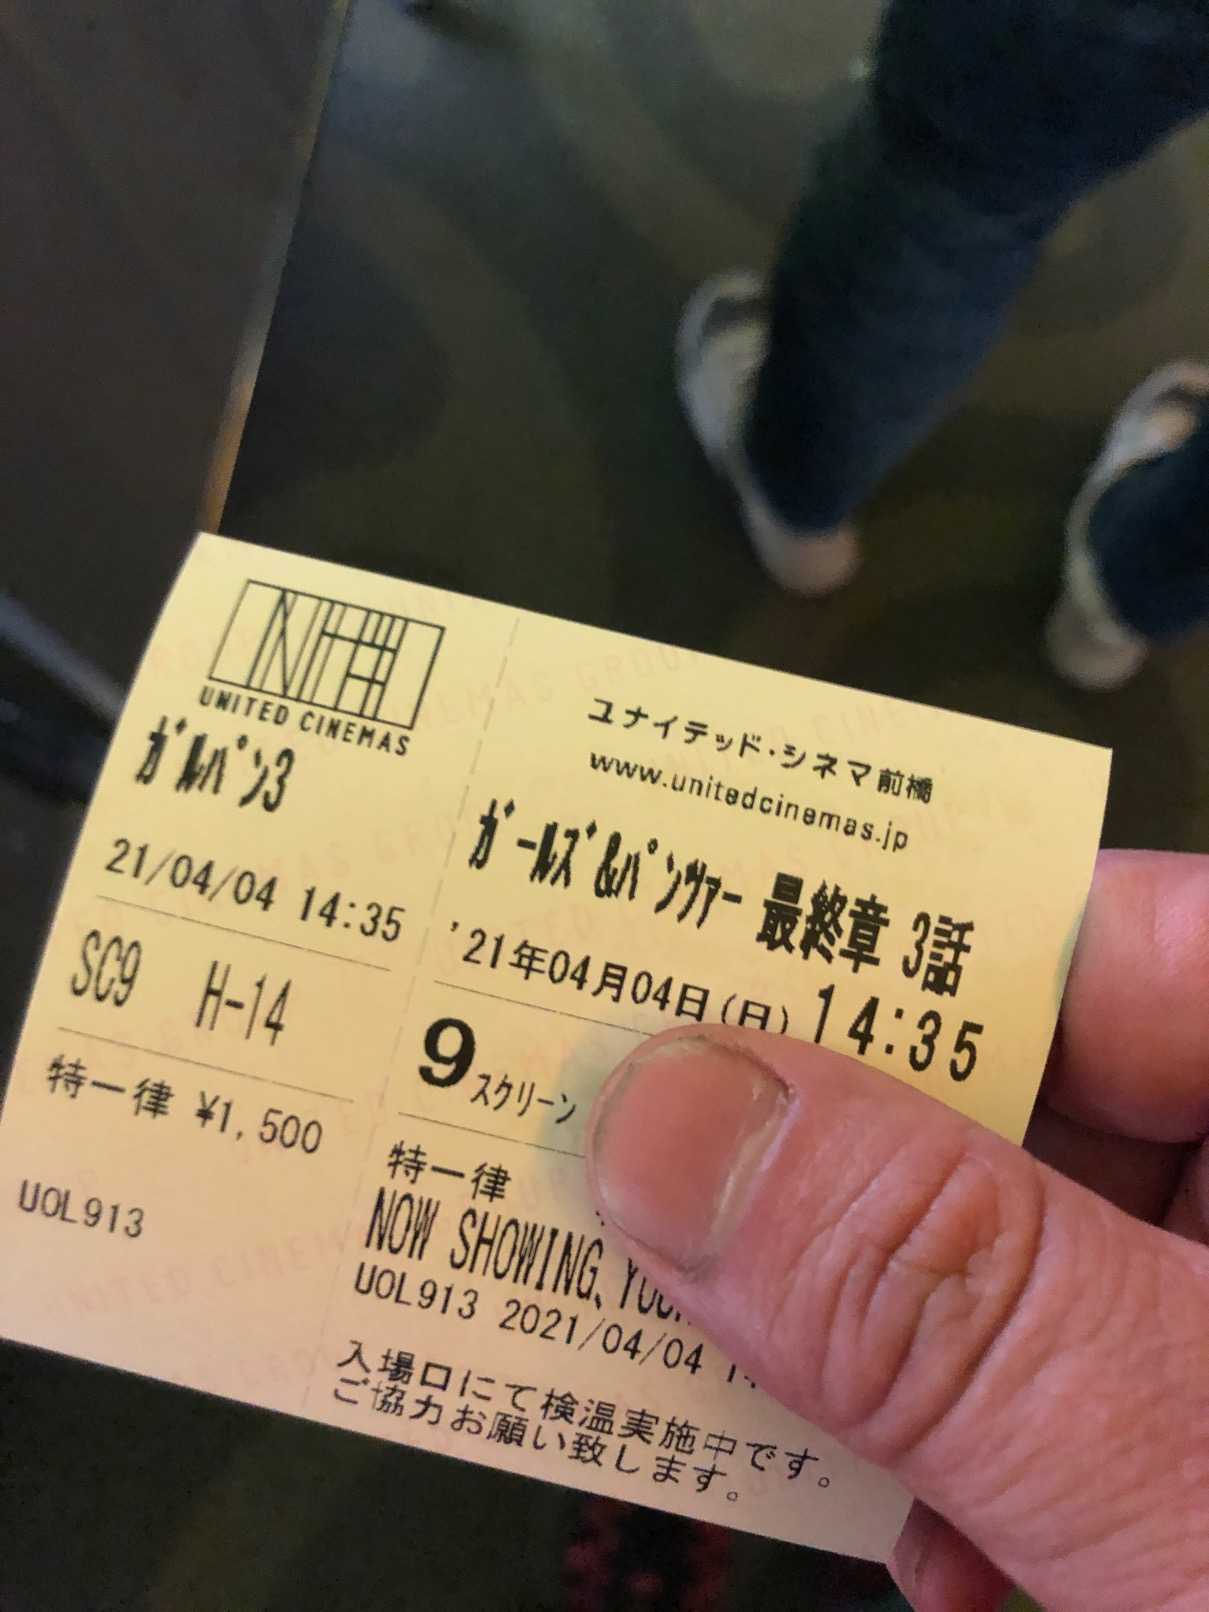 UNITED CINEMAS
ガルパン3
21/04/04 14:35
SC9 H-14
特一律 ¥1,500
UOL913
ユナイテッド・シネマ前橋
www.unitedcinemas.jp
ガールズ&パンツァー 最終章 3話
'21年04月04日(日) 14:35
9スクリーン
特一律
NOW SHOWING、
UOL913 2021/04/04
入場口にて検温実施中です。
ご協力お願い致します。